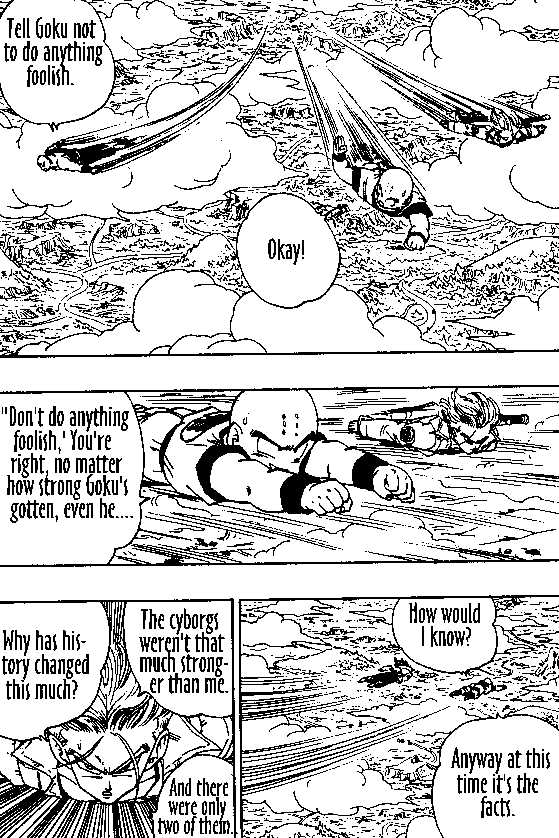 Tell Goku not
to do anything
foolish.
Okay!
"Don't do anything
foolish,' You're
right, no matter
how strong Goku's
gotten, even he....
Why has his-
tory changed
this much?
The cyborgs
weren't that
much strong-
er than me.
And there
were only
two of them.
How would
I know?
Anyway at this
time it's the
facts.